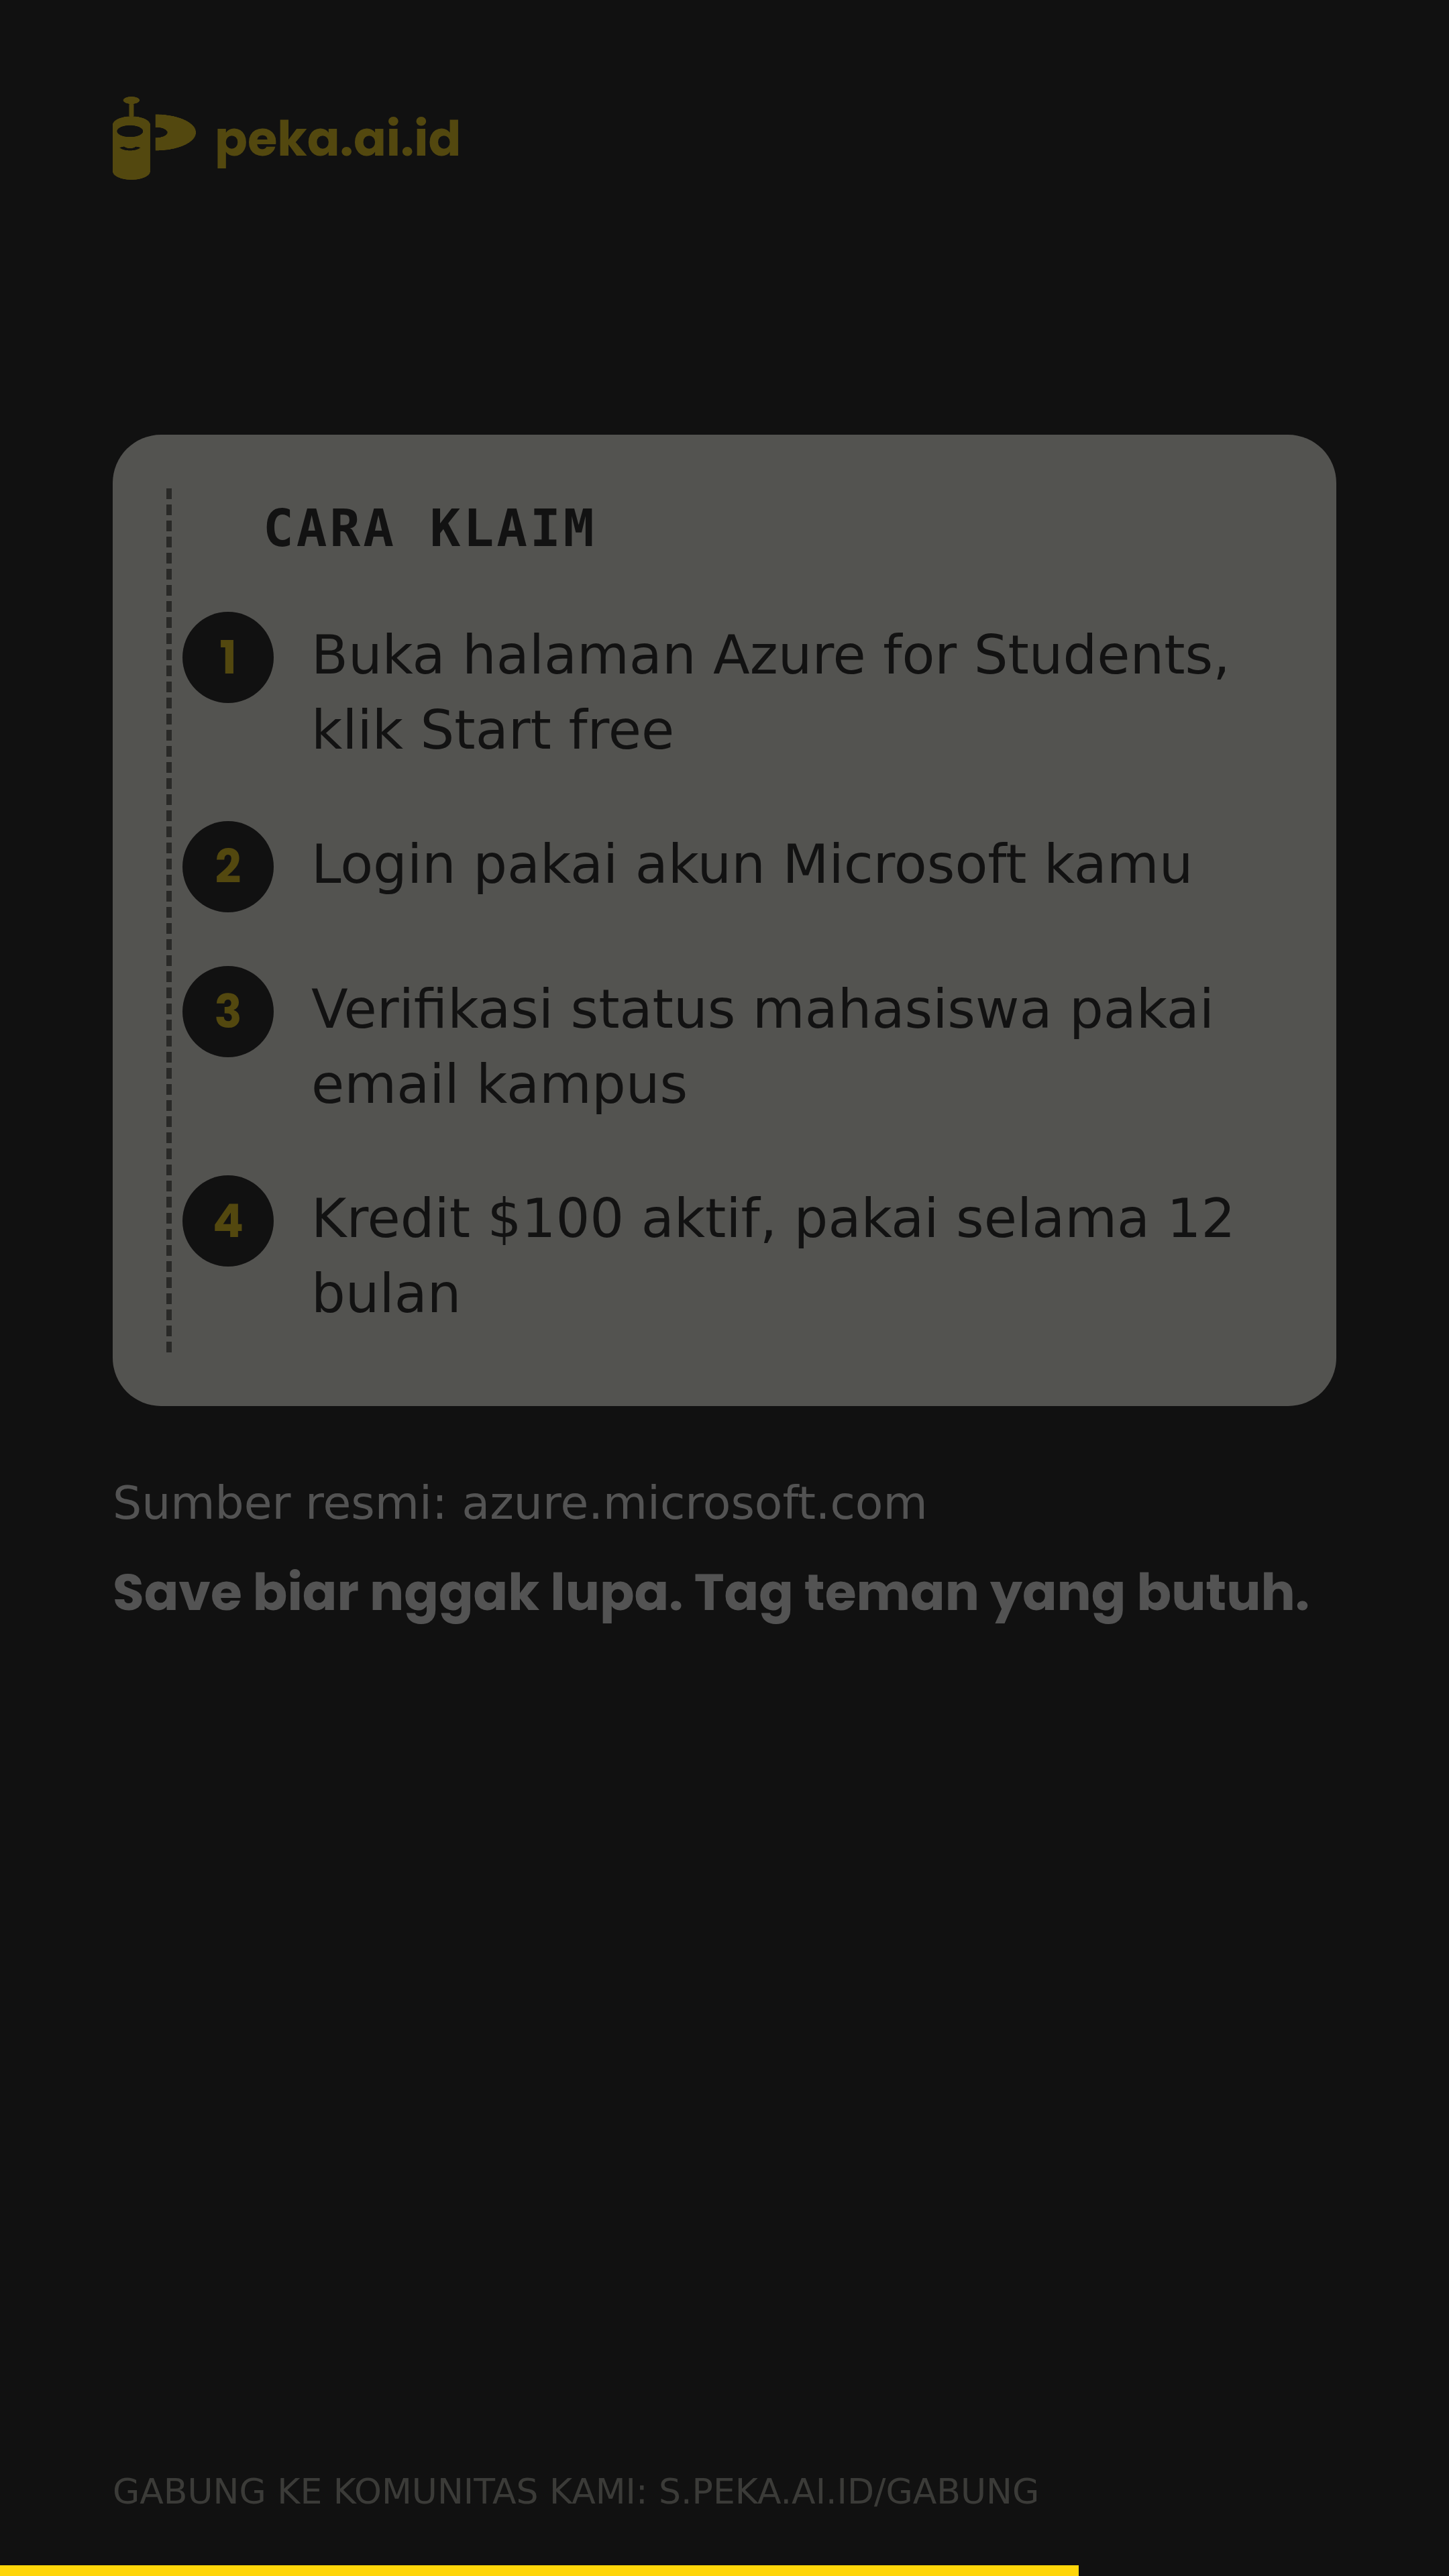 peka.ai.id
CARA KLAIM
1 Buka halaman Azure for Students,
klik Start free
2 Login pakai akun Microsoft kamu
3 Verifikasi status mahasiswa pakai
email kampus
4 Kredit $100 aktif, pakai selama 12
bulan
Sumber resmi: azure.microsoft.com
Save biar nggak lupa. Tag teman yang butuh.
GABUNG KE KOMUNITAS KAMI: S.PEKA.AI.ID/GABUNG